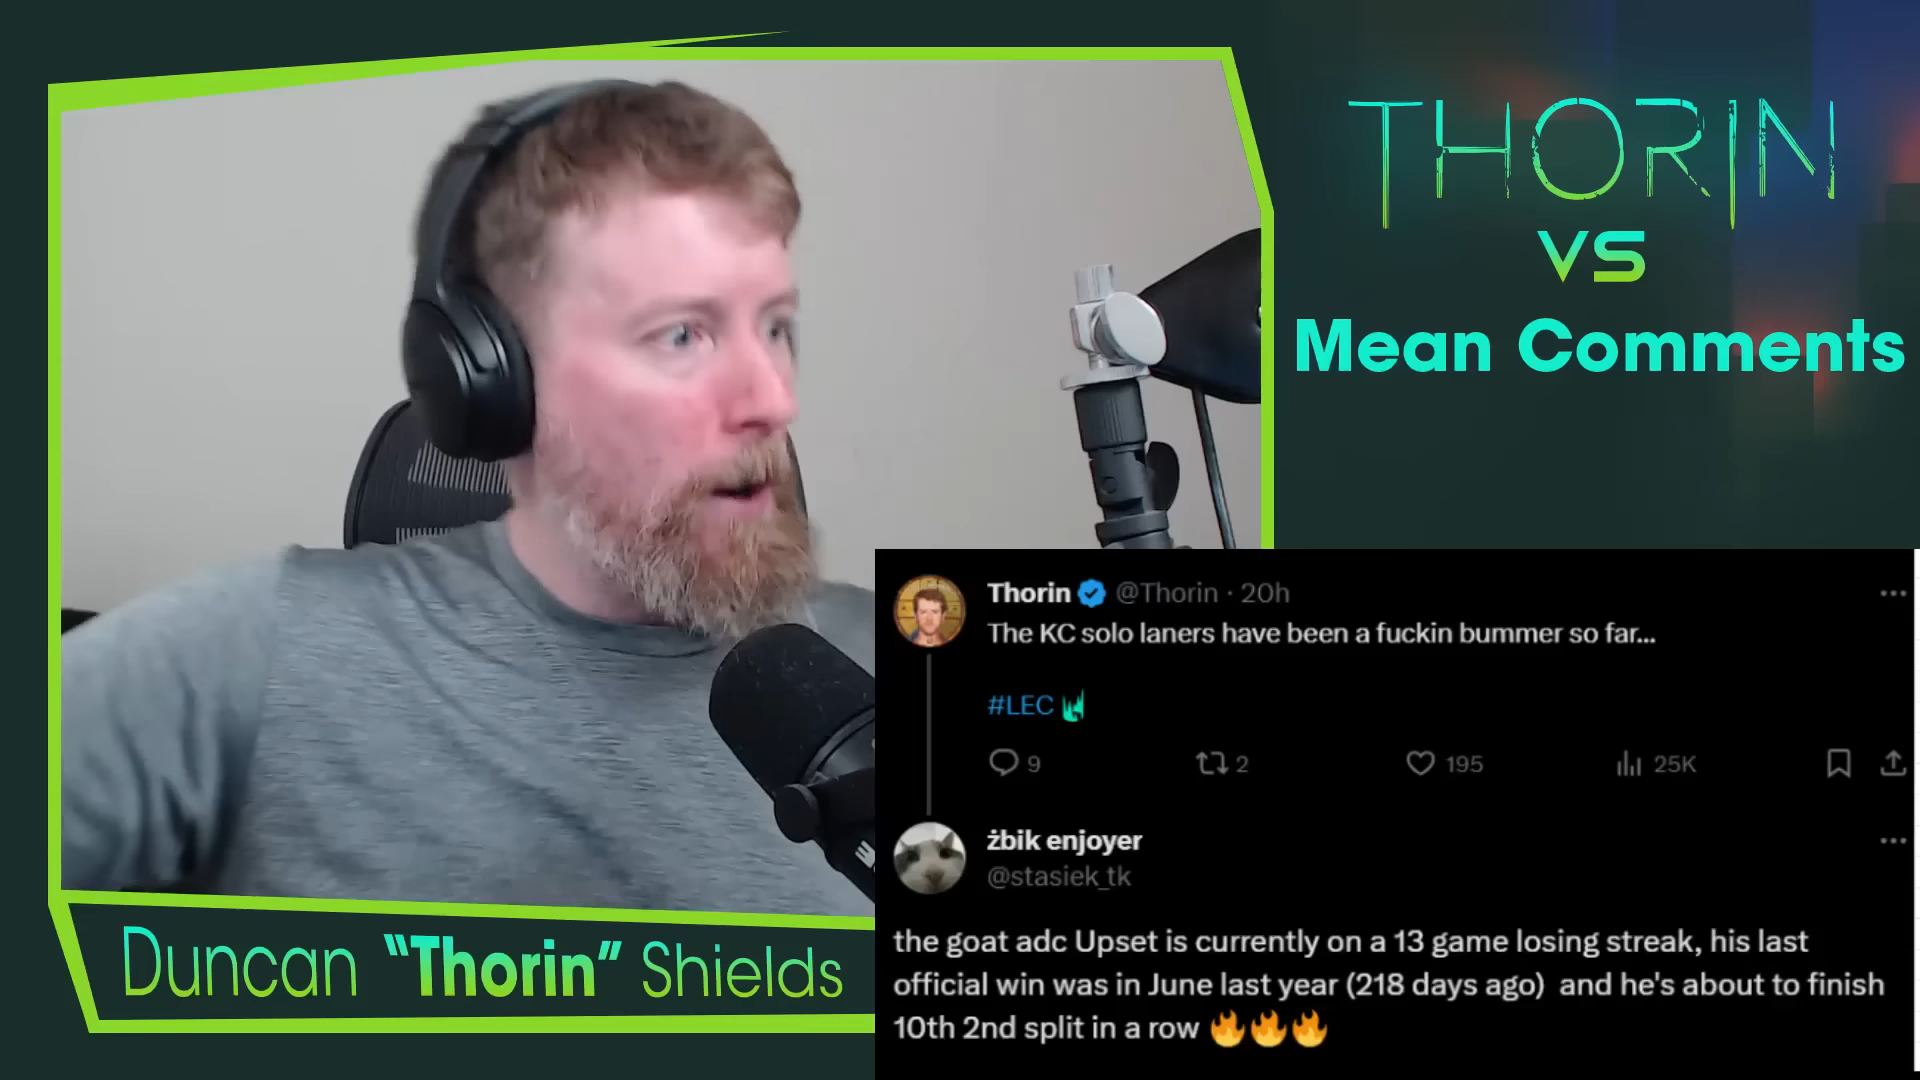 THORIN
VS
Mean Comments
Thorin @Thorin · 20h
The KC solo laners have been a fuckin bummer so far...
#LEC
9 2 195 25K
żbik enjoyer
@stasiek_tk
the goat adc Upset is currently on a 13 game losing streak, his last
official win was in June last year (218 days ago) and he's about to finish
10th 2nd split in a row 🔥🔥🔥
Duncan "Thorin" Shields